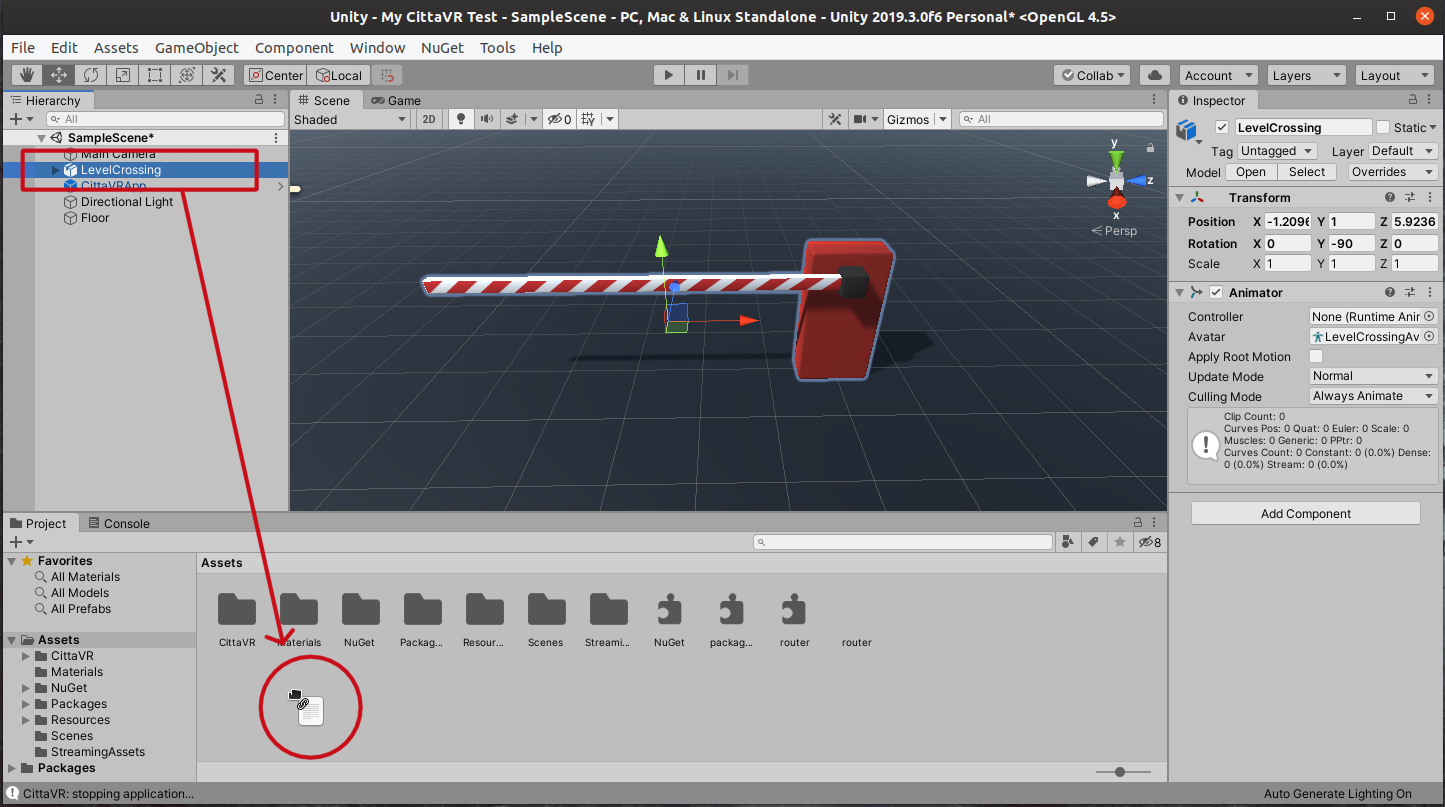 Unity - My CittaVR Test - SampleScene - PC, Mac & Linux Standalone - Unity 2019.3.0f6 Personal* <OpenGL 4.5>
File Edit Assets GameObject Component Window NuGet Tools Help
Center Local Collab Account Layers Layout
Hierarchy
All
SampleScene*
Main Camera
LevelCrossing
CittaVRApp
Directional Light
Floor
Scene Game
Shaded 2D 0 Gizmos All
y
z
x
Persp
Inspector
LevelCrossing Static
Tag Untagged Layer Default
Model Open Select Overrides
Transform
Position X -1.2096 Y 1 Z 5.9236
Rotation X 0 Y -90 Z 0
Scale X 1 Y 1 Z 1
Animator
Controller None (Runtime Anir
Avatar LevelCrossingAv
Apply Root Motion
Update Mode Normal
Culling Mode Always Animate
Clip Count: 0
Curves Pos: 0 Quat: 0 Euler: 0 Scale: 0
Muscles: 0 Generic: 0 PPtr: 0
Curves Count: 0 Constant: 0 (0.0%) Dense:
0 (0.0%) Stream: 0 (0.0%)
Add Component
Project Console
8
Favorites
All Materials
All Models
All Prefabs
Assets
CittaVR
Materials
NuGet
Packages
Resources
Scenes
StreamingAssets
Packages
Assets
CittaVR Materials NuGet Packag... Resour... Scenes Streami... NuGet packag... router router
CittaVR: stopping application...
Auto Generate Lighting On